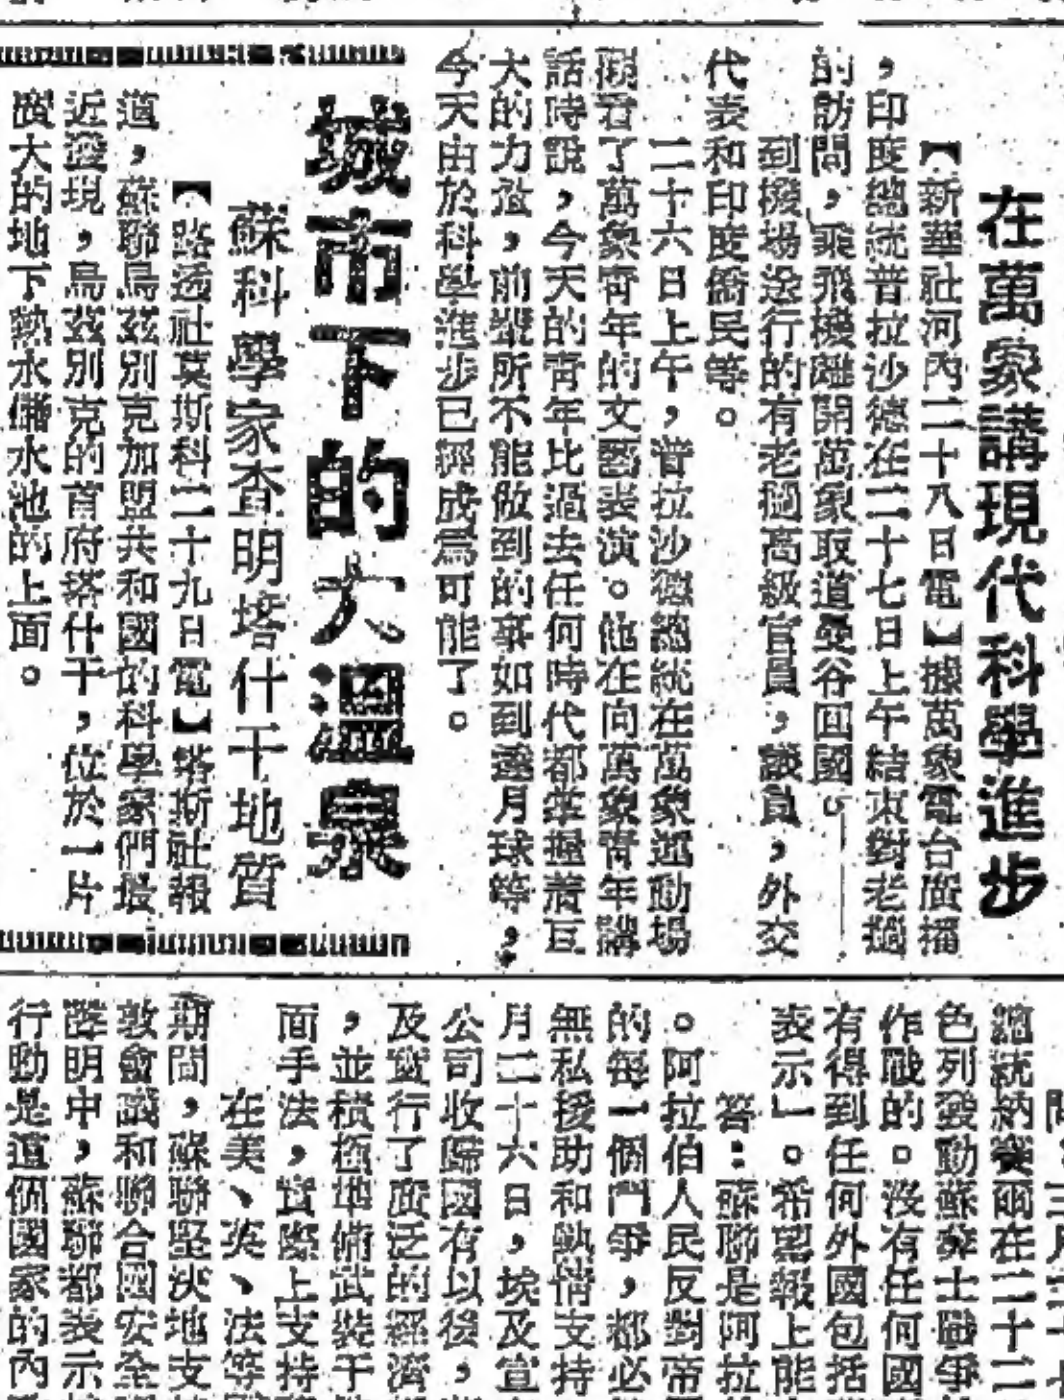 在萬象講現代科學進步
【新華社河內二十八日電】據萬象電台廣播
，印度總統普拉沙德在二十七日上午結束對老撾
的訪問，乘飛機離開萬象取道曼谷回國。
到機場送行的有老撾高級官員，議員，外交
代表和印度僑民等。
二十六日上午，普拉沙德總統在萬象運動場
觀看了萬象青年的文藝表演。他在向萬象青年講
話時說，今天的青年比過去任何時代都掌握着巨
大的力量，前輩所不能做到的事如到達月球等，
今天由於科學進步已經成爲可能了。
城市下的大溫泉
蘇科學家查明塔什干地質
【路透社莫斯科二十九日電】塔斯社報
道，蘇聯烏茲別克加盟共和國的科學家們最
近發現，烏茲別克的首府塔什干，位於一片
廣大的地下熱水儲水池的上面。
總統納賽爾在二十二
色列發動蘇彝士戰爭
作戰的。沒有任何國
有得到任何外國包括
表示」。希望報上能
答：蘇聯是阿拉
。阿拉伯人民反對帝
的每一個鬥爭，都必
無私援助和熱情支持
月二十六日，埃及宣
公司收歸國有以後，
及實行了廣泛的經濟
，並積極準備武裝干
面手法，實際上支持
在美、英、法等
期間，蘇聯堅決地支
敦會議和聯合國安全
聲明中，蘇聯都表示
行動是這個國家的內